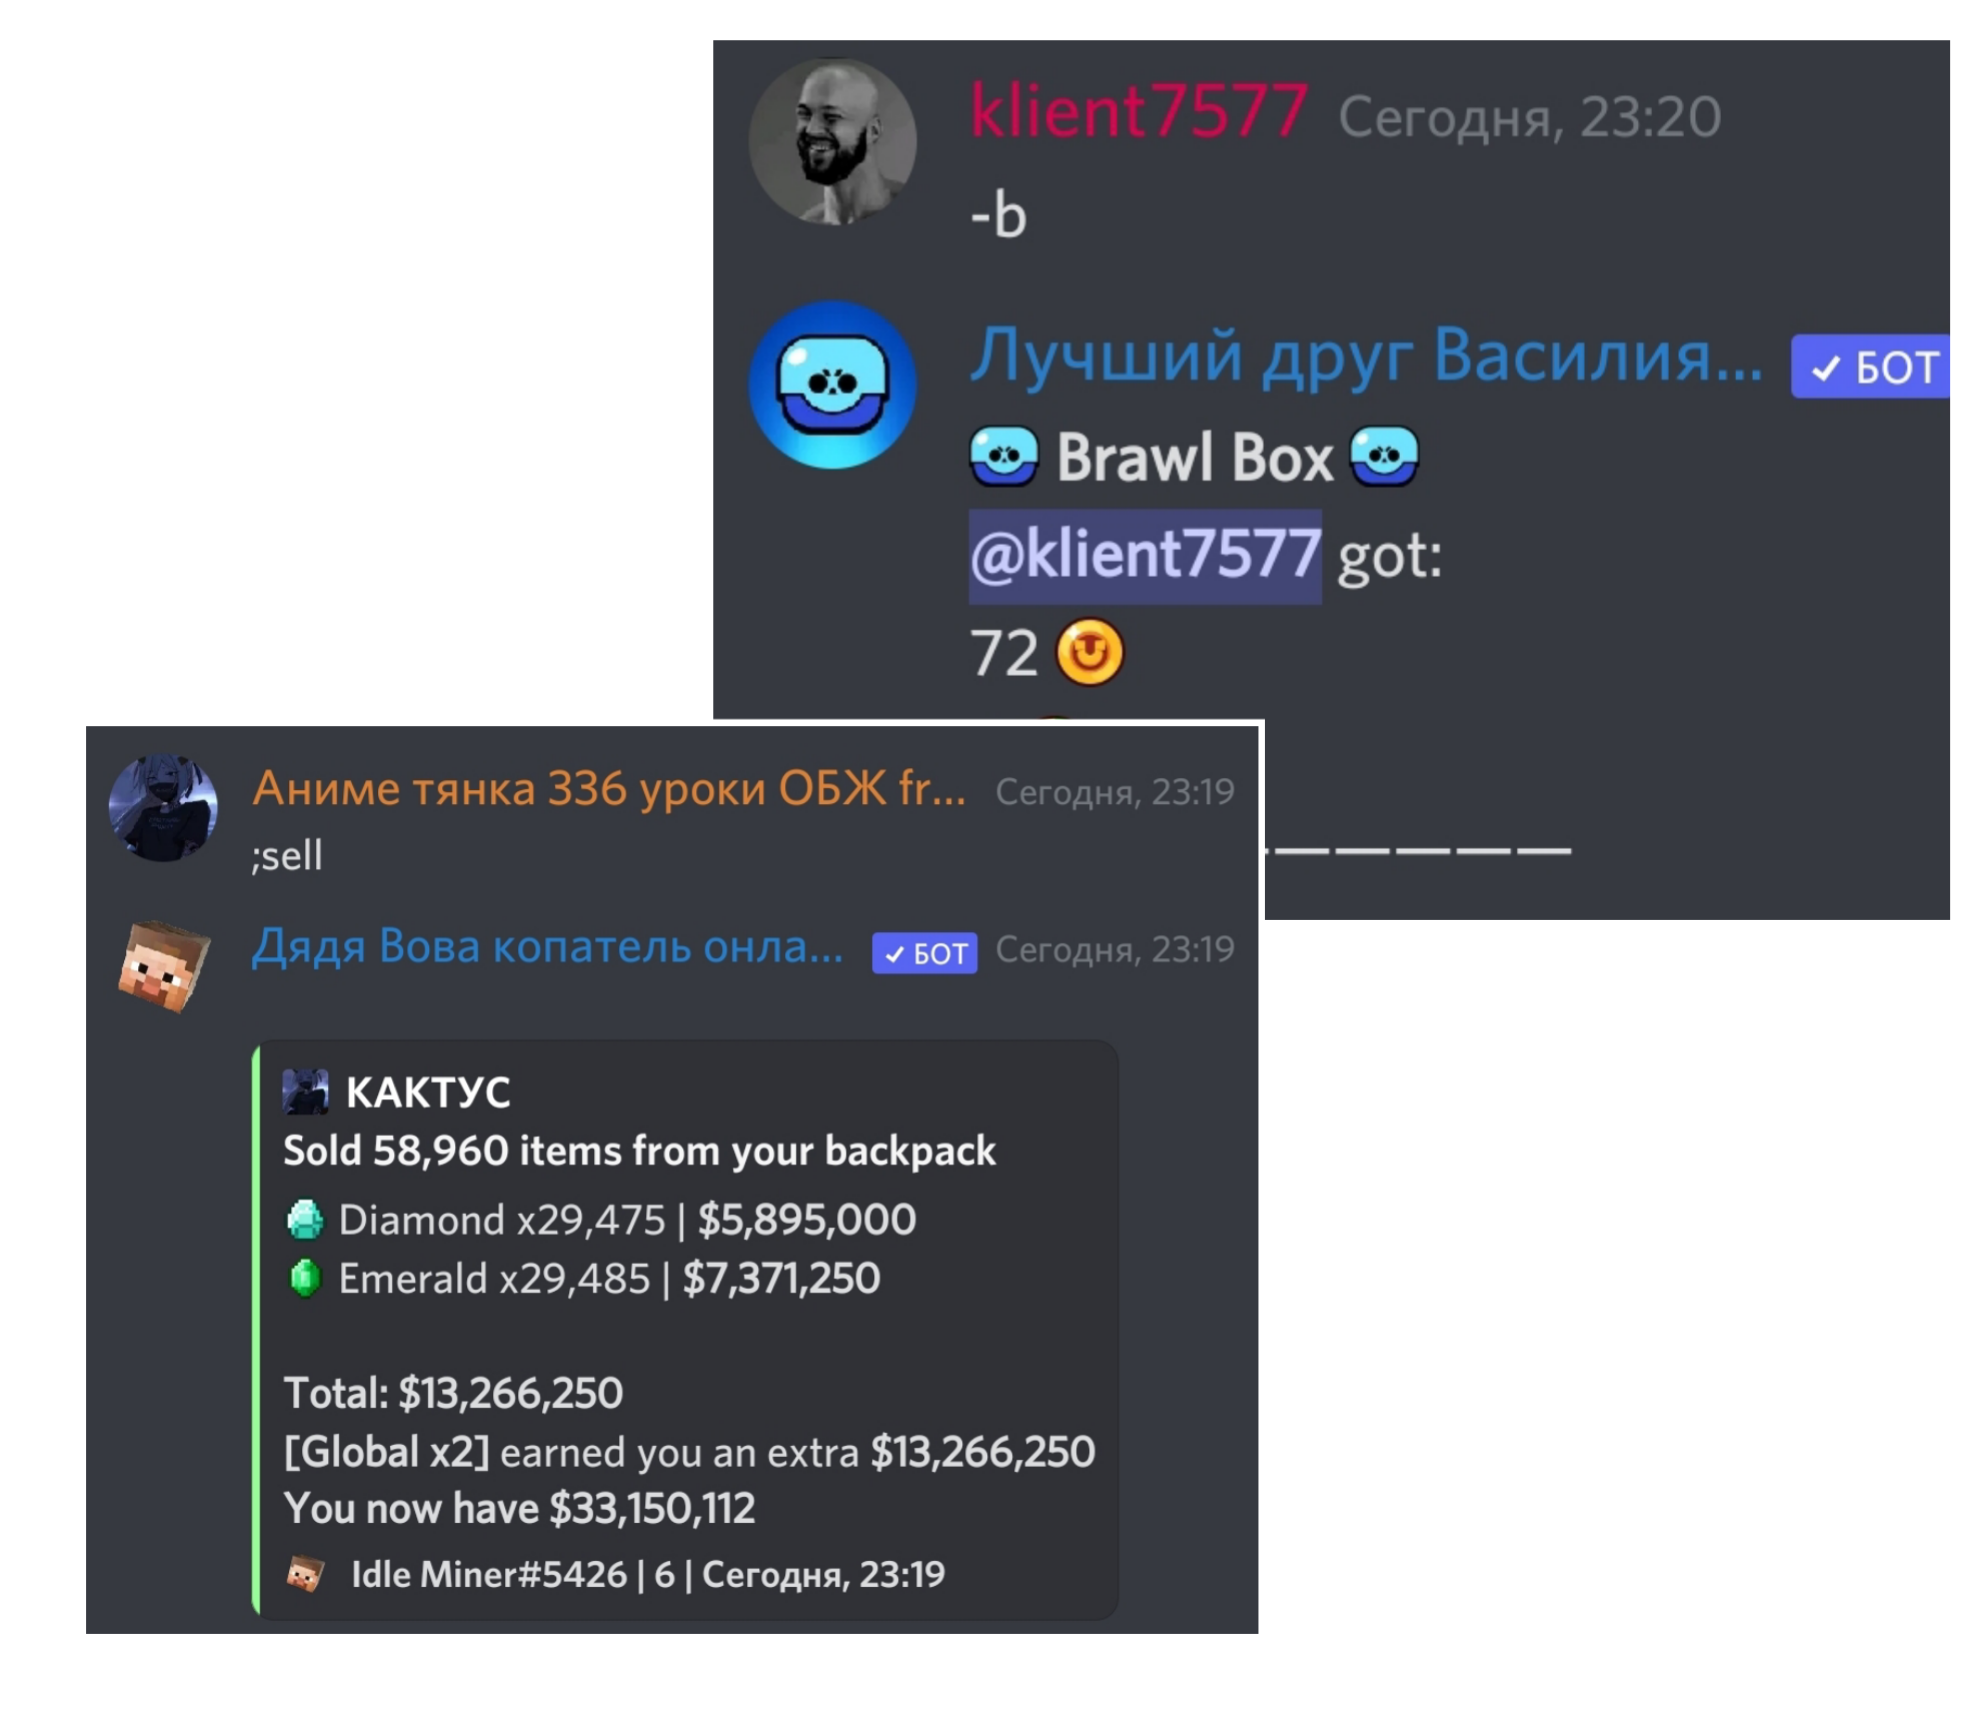 klient7577 Сегодня, 23:20
-b
Лучший друг Василия... ✓ БОТ
Brawl Box
@klient7577 got:
72
Аниме тянка 336 уроки ОБЖ fr... Сегодня, 23:19
;sell
Дядя Вова копатель онла... ✓ БОТ Сегодня, 23:19
КАКТУС
Sold 58,960 items from your backpack
Diamond x29,475 | $5,895,000
Emerald x29,485 | $7,371,250
Total: $13,266,250
[Global x2] earned you an extra $13,266,250
You now have $33,150,112
Idle Miner#5426 | 6 | Сегодня, 23:19